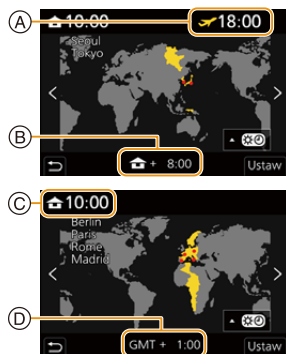 A
10:00
18:00
Seoul
Tokyo
B
+ 8:00
Ustaw
C
10:00
Berlin
Paris
Rome
Madrid
D
GMT + 1:00
Ustaw